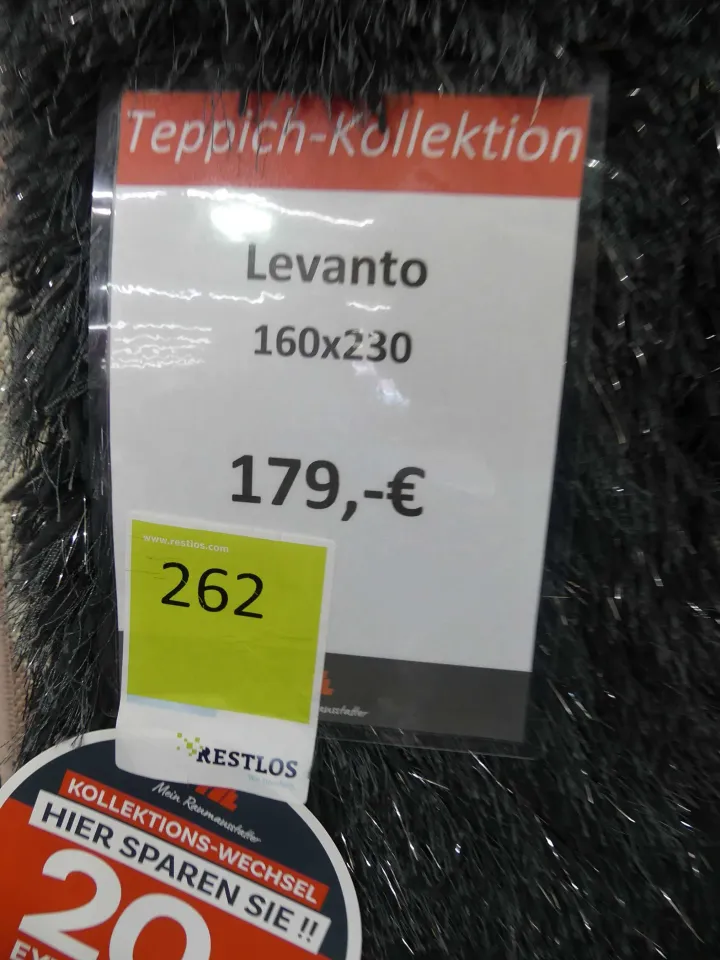 Teppich-Kollektion
Levanto
160x230
179,-€
www.restlos.com
262
RESTLOS
Mein Raumausstatter
KOLLEKTIONS-WECHSEL
HIER SPAREN SIE !!
20